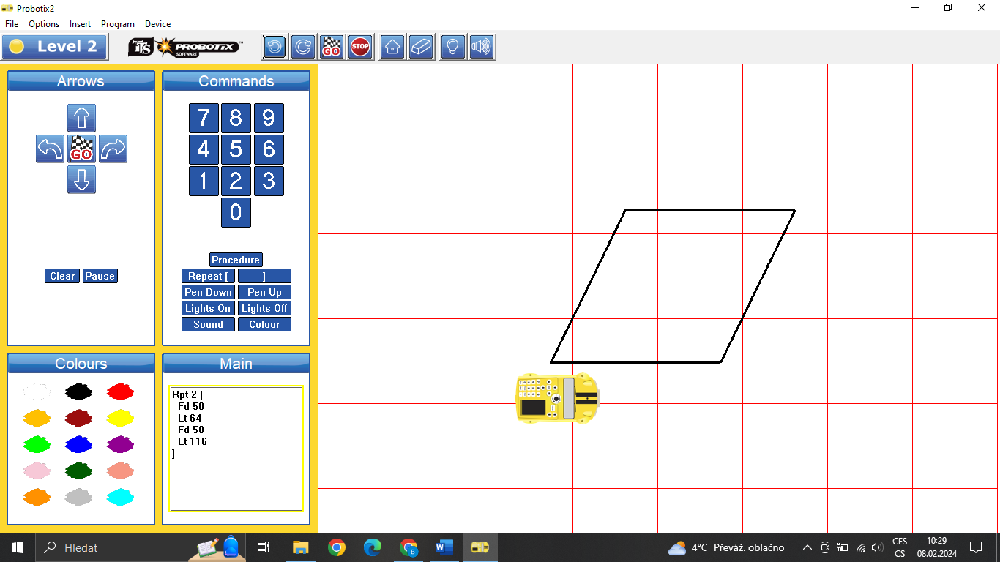 Probotix2
File Options Insert Program Device
Level 2
TTS PROBOTIX™
SOFTWARE
GO
STOP
Arrows
GO
Clear
Pause
Commands
7 8 9
4 5 6
1 2 3
0
Procedure
Repeat [ ]
Pen Down Pen Up
Lights On Lights Off
Sound Colour
Colours
Main
Rpt 2 [
Fd 50
Lt 64
Fd 50
Lt 116
]
Hledat
B
W
4°C Převáž. oblačno
CES
CS
10:29
08.02.2024